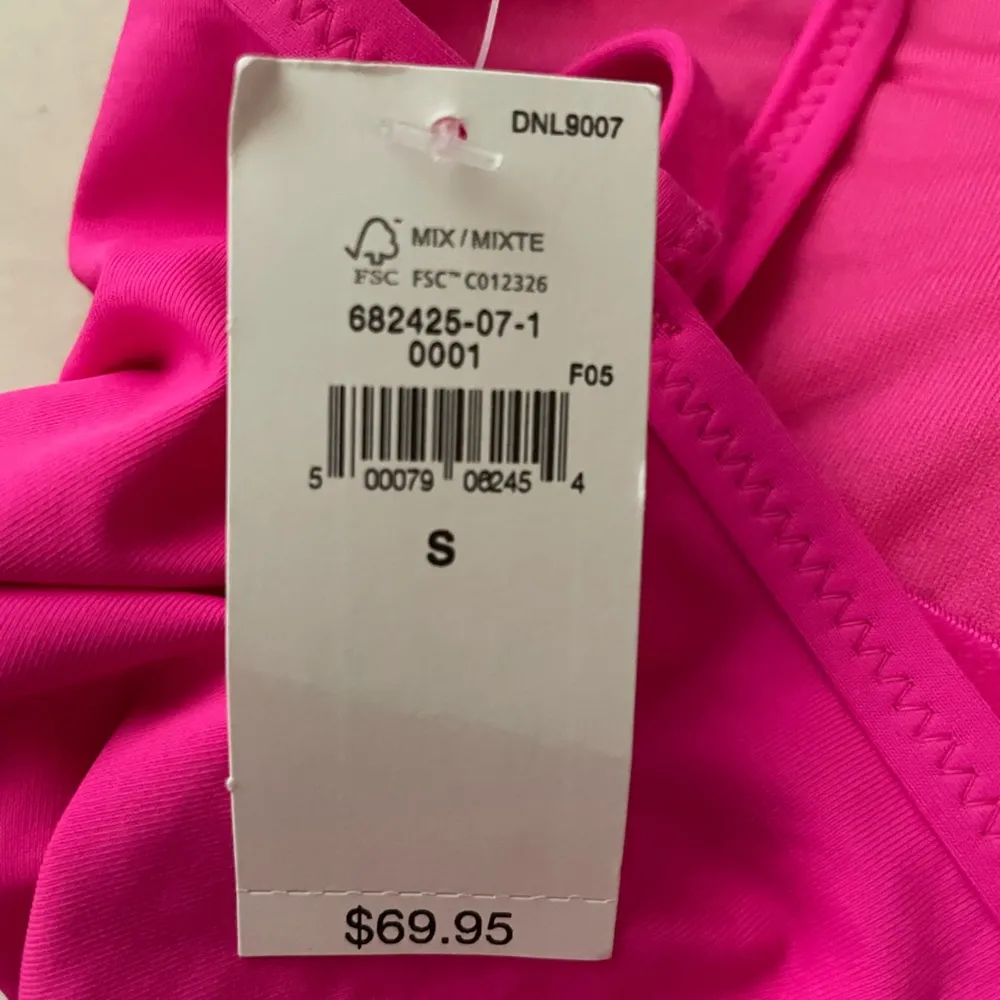 DNL9007
MIX / MIXTE
FSC FSC™ C012326
682425-07-1
0001
F05
5 00079 06245 4
S
$69.95